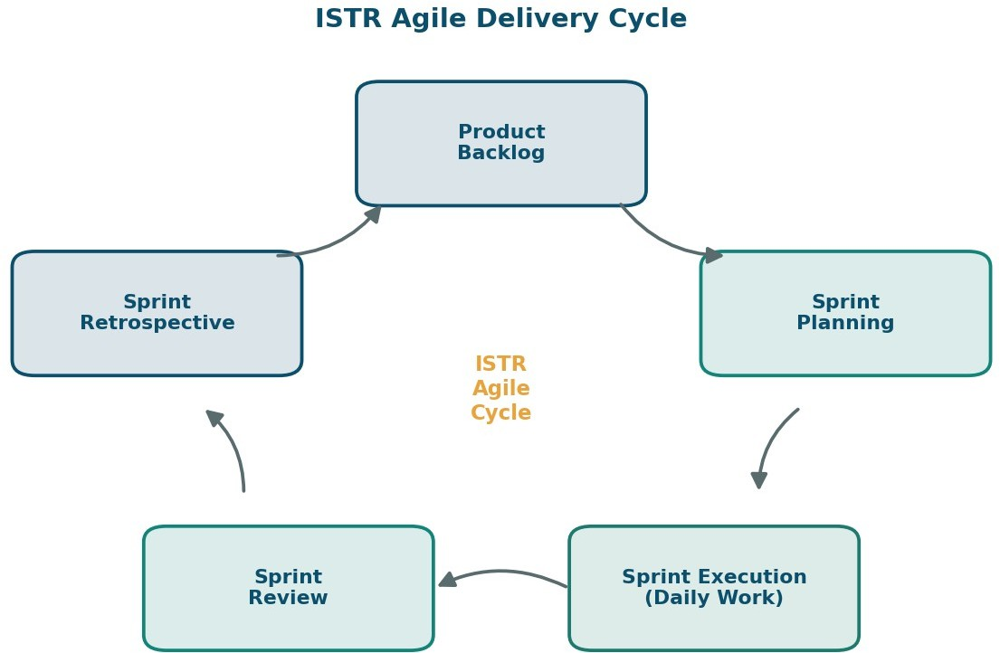 ISTR Agile Delivery Cycle
Product
Backlog
Sprint
Retrospective
Sprint
Planning
ISTR
Agile
Cycle
Sprint
Review
Sprint Execution
(Daily Work)